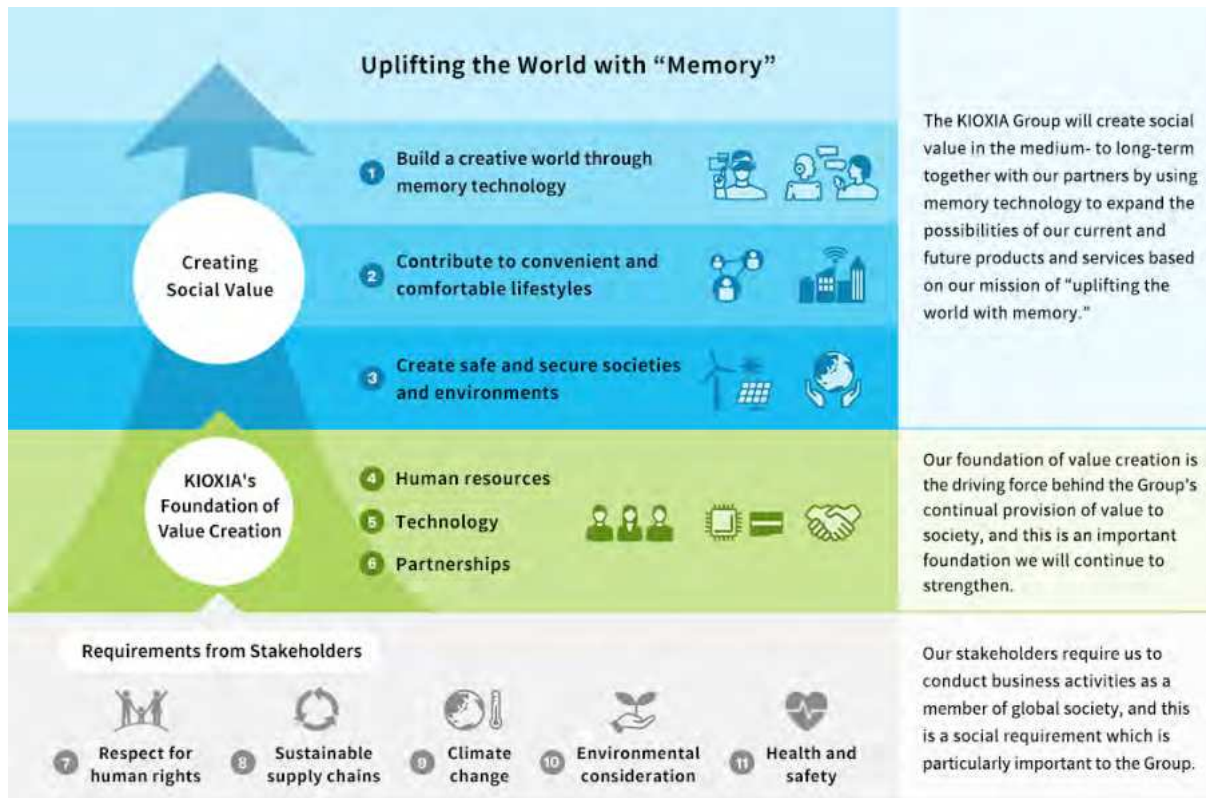 Uplifting the World with “Memory”
Creating
Social Value
1 Build a creative world through
memory technology
2 Contribute to convenient and
comfortable lifestyles
3 Create safe and secure societies
and environments
The KIOXIA Group will create social
value in the medium- to long-term
together with our partners by using
memory technology to expand the
possibilities of our current and
future products and services based
on our mission of “uplifting the
world with memory.”
KIOXIA's
Foundation of
Value Creation
4 Human resources
5 Technology
6 Partnerships
Our foundation of value creation is
the driving force behind the Group's
continual provision of value to
society, and this is an important
foundation we will continue to
strengthen.
Requirements from Stakeholders
7 Respect for
human rights
8 Sustainable
supply chains
9 Climate
change
10 Environmental
consideration
11 Health and
safety
Our stakeholders require us to
conduct business activities as a
member of global society, and this
is a social requirement which is
particularly important to the Group.